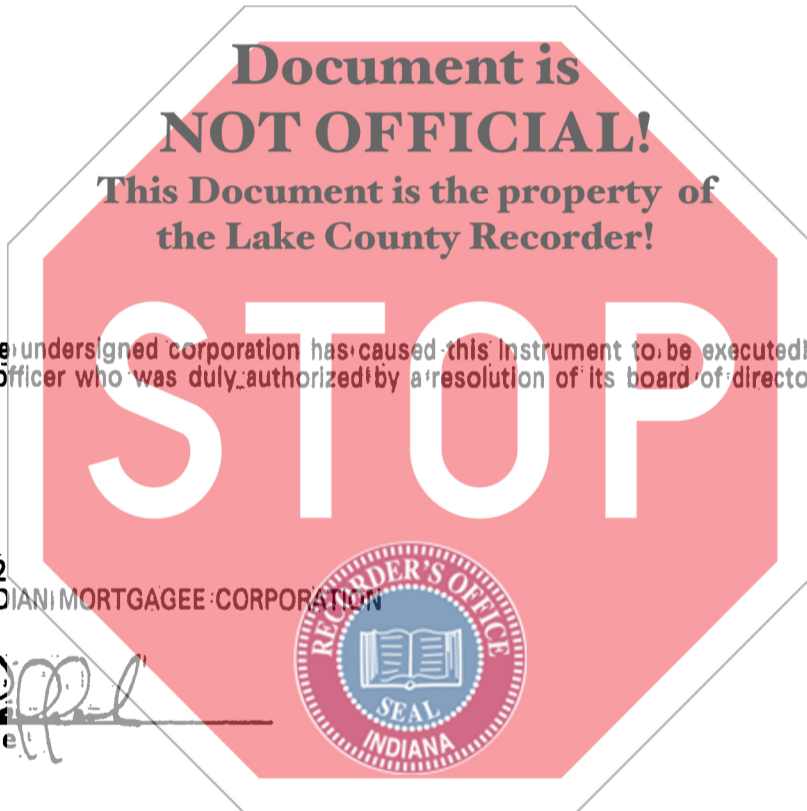 Document is
NOT OFFICIAL!
This Document is the property of
the Lake County Recorder!
STOP
undersigned corporation has caused this instrument to be executed
officer who was duly authorized by a resolution of its board of
MORTGAGEE CORPORATION
RECORDER'S OFFICE
SEAL
INDIANA